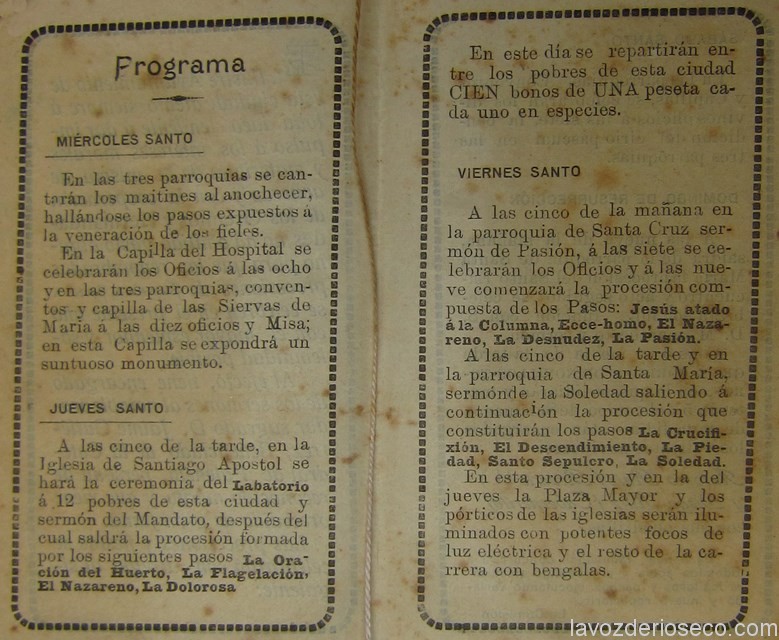 Programa
MIÉRCOLES SANTO
En las tres parroquias se can-
tarán los maitines al anochecer,
hallándose los pasos expuestos á
la veneración de los fieles.
En la Capilla del Hospital se
celebrarán los Oficios á las ocho
y en las tres parroquias, conven-
tos y capilla de las Siervas de
María á las diez oficios y Misa;
en esta Capilla se expondrá un
suntuoso monumento.
JUEVES SANTO
A las cinco de la tarde, en la
Iglesia de Santiago Apostol se
hará la ceremonia del Labatorio
á 12 pobres de esta ciudad y
sermón del Mandato, después del
cual saldrá la procesión formada
por los siguientes pasos La Ora-
ción del Huerto, La Flagelación,
El Nazareno, La Dolorosa
En este día se repartirán en-
tre los pobres de esta ciudad
CIEN bonos de UNA peseta ca-
da uno en especies.
VIERNES SANTO
A las cinco de la mañana en
la parroquia de Santa Cruz ser-
món de Pasión, á las siete se ce-
lebrarán los Oficios y á las nue-
ve comenzará la procesión com-
puesta de los Pasos: Jesús atado
á la Columna, Ecce-homo, El Naza-
reno, La Desnudez, La Pasión.
A las cinco de la tarde y en
la parroquia de Santa María,
sermónde la Soledad saliendo á
continuación la procesión que
constituirán los pasos La Crucifi-
xión, El Descendimiento, La Pie-
dad, Santo Sepulcro, La Soledad.
En esta procesión y en la del
jueves la Plaza Mayor y los
pórticos de las iglesias serán ilu-
minados con potentes focos de
luz eléctrica y el resto de la ca-
rrera con bengalas.
lavozderioseco.com